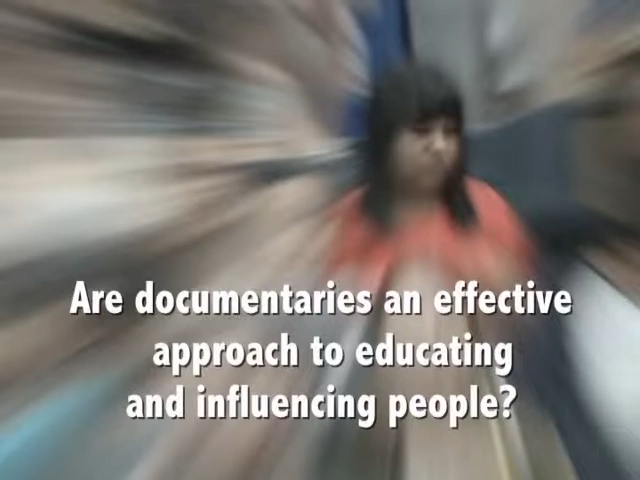 Are documentaries an effective
approach to educating
and influencing people?